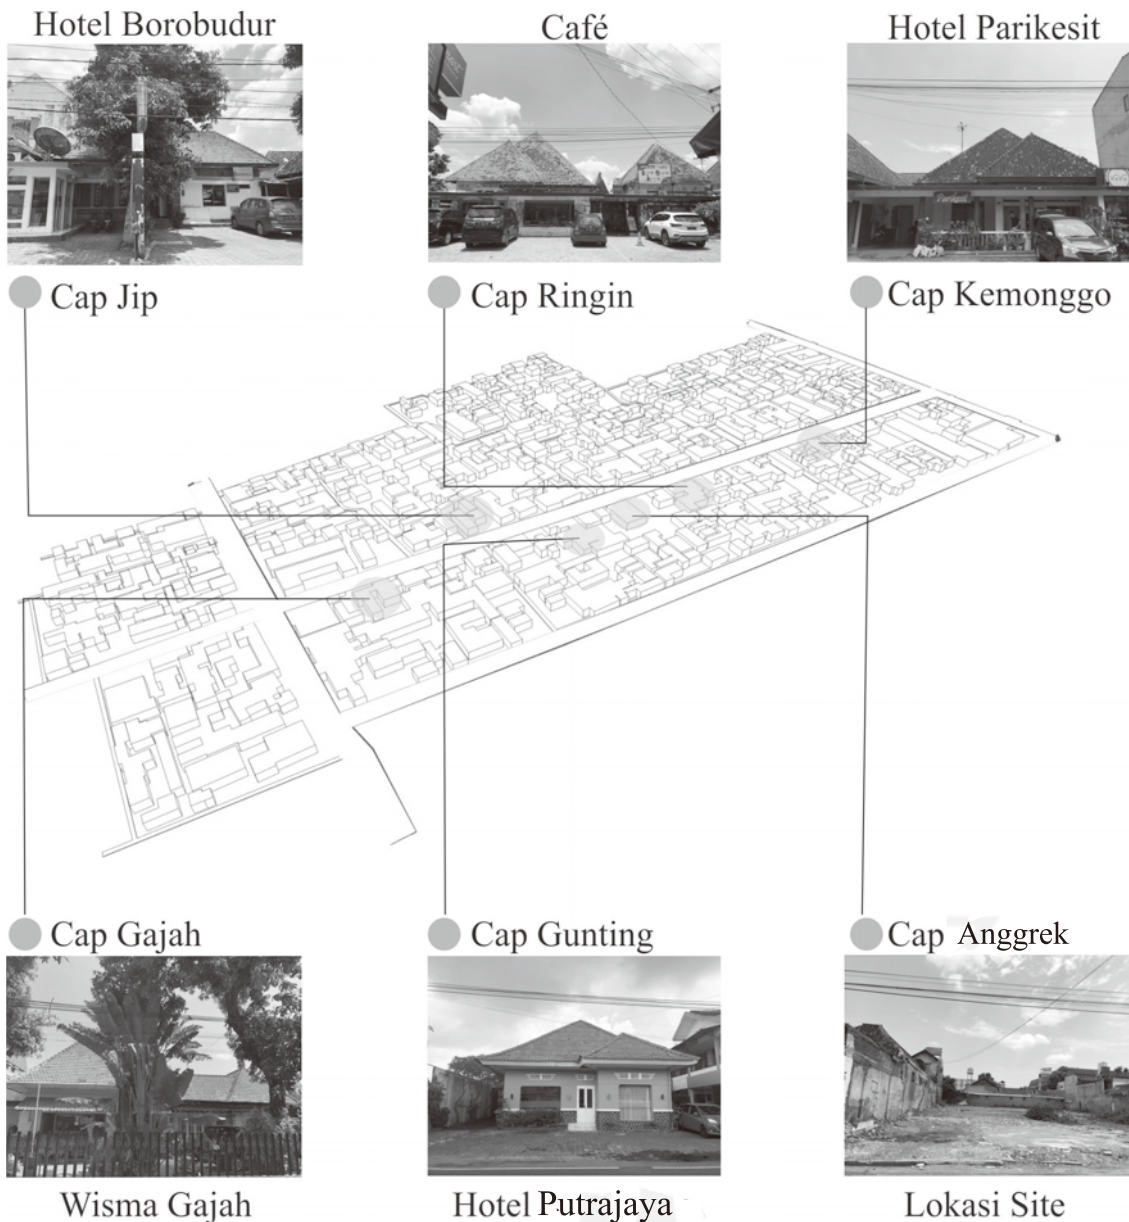 Hotel Borobudur
Café
Hotel Parikesit
Cap Jip
Cap Ringin
Cap Kemonggo
Cap Gajah
Cap Gunting
Cap Anggrek
Wisma Gajah
Hotel Putrajaya
Lokasi Site